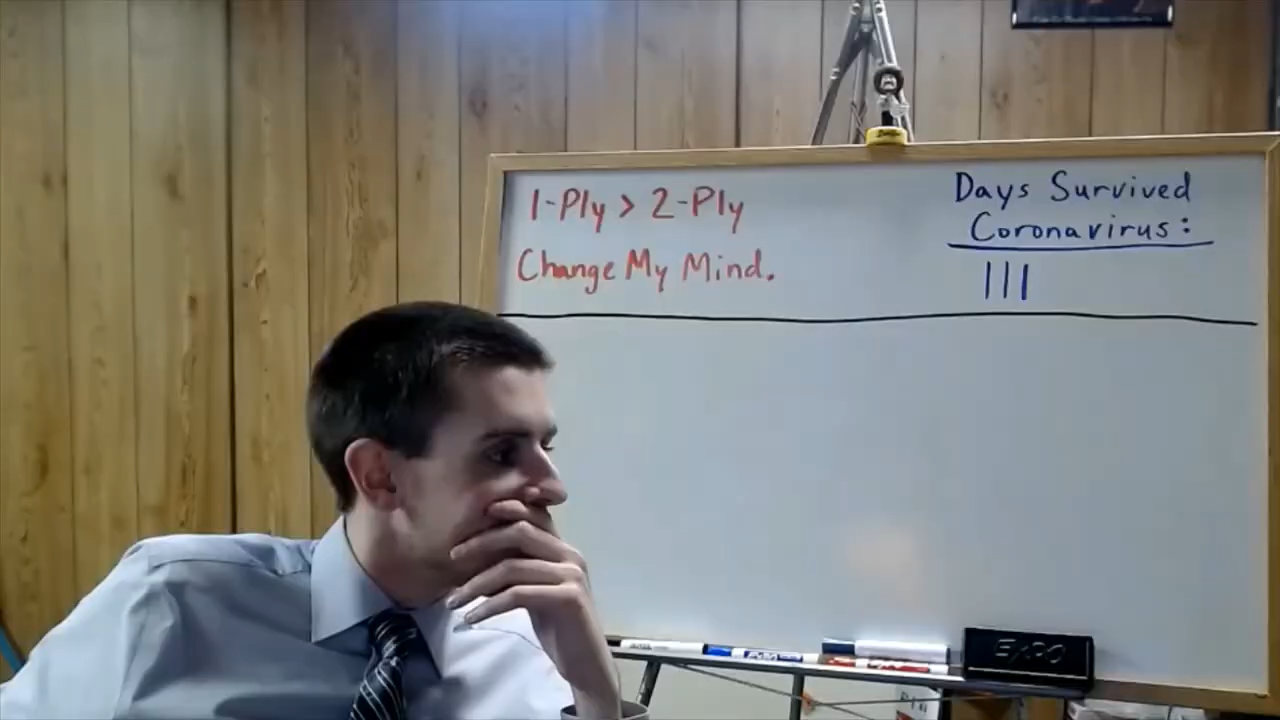 1-Ply > 2-Ply
Change My Mind.
Days Survived
Coronavirus:
|||
EXPO